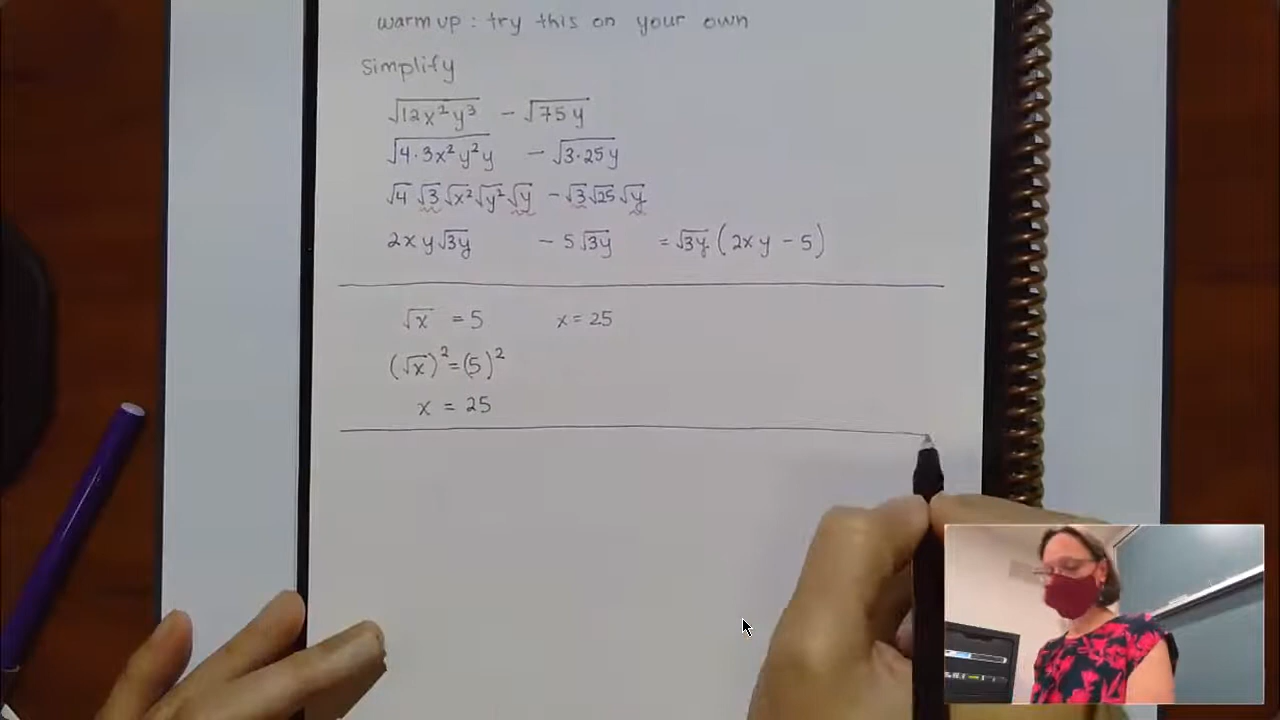 warm up : try this on your own
Simplify
√12x²y³ - √75y
√4·3x²y²y - √3·25y
√4 √3 √x² √y² √y - √3 √25 √y
2xy√3y - 5√3y = √3y (2xy - 5)
√x = 5 x = 25
(√x)² = (5)²
x = 25